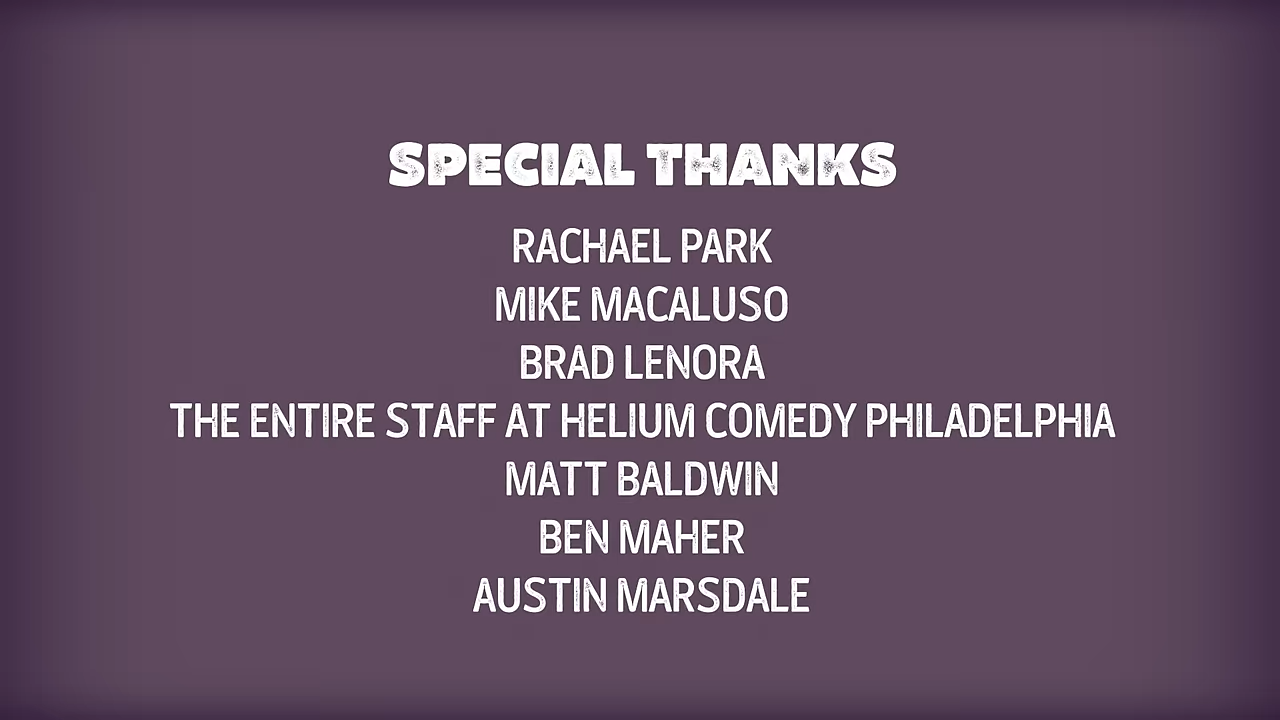 SPECIAL THANKS
RACHAEL PARK
MIKE MACALUSO
BRAD LENORA
THE ENTIRE STAFF AT HELIUM COMEDY PHILADELPHIA
MATT BALDWIN
BEN MAHER
AUSTIN MARSDALE